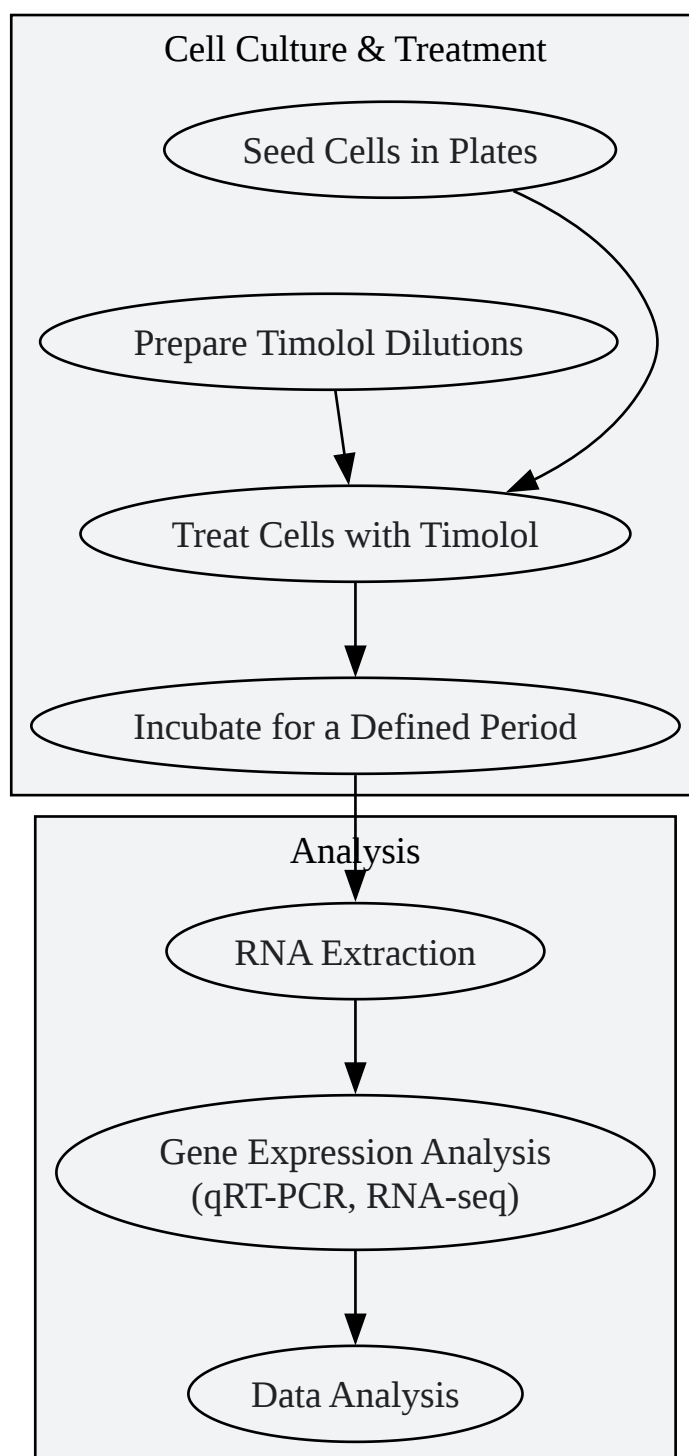 Cell Culture & Treatment
Seed Cells in Plates
Prepare Timolol Dilutions
Treat Cells with Timolol
Incubate for a Defined Period
Analysis
RNA Extraction
Gene Expression Analysis
(qRT-PCR, RNA-seq)
Data Analysis